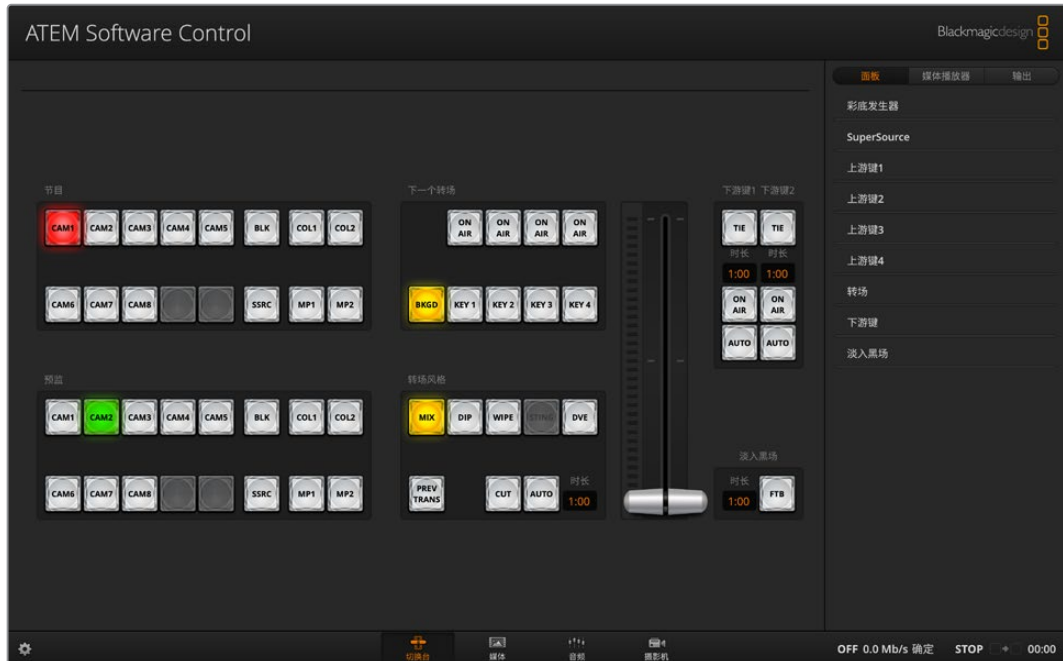 ATEM Software Control
Blackmagicdesign
面板 媒体播放器 输出
彩底发生器
SuperSource
上游键1
上游键2
上游键3
上游键4
转场
下游键
淡入黑场
节目
CAM1 CAM2 CAM3 CAM4 CAM5 BLK COL1 COL2
CAM6 CAM7 CAM8 SSRC MP1 MP2
下一个转场
ON AIR ON AIR ON AIR ON AIR
BKGD KEY 1 KEY 2 KEY 3 KEY 4
下游键1 下游键2
TIE TIE
时长 时长
1:00 1:00
ON AIR ON AIR
AUTO AUTO
预监
CAM1 CAM2 CAM3 CAM4 CAM5 BLK COL1 COL2
CAM6 CAM7 CAM8 SSRC MP1 MP2
转场风格
MIX DIP WIPE STING DVE
PREV TRANS CUT AUTO
时长
1:00
淡入黑场
时长
1:00 FTB
切换台 媒体 音频 摄影机
OFF 0.0 Mb/s 确定 STOP 00:00